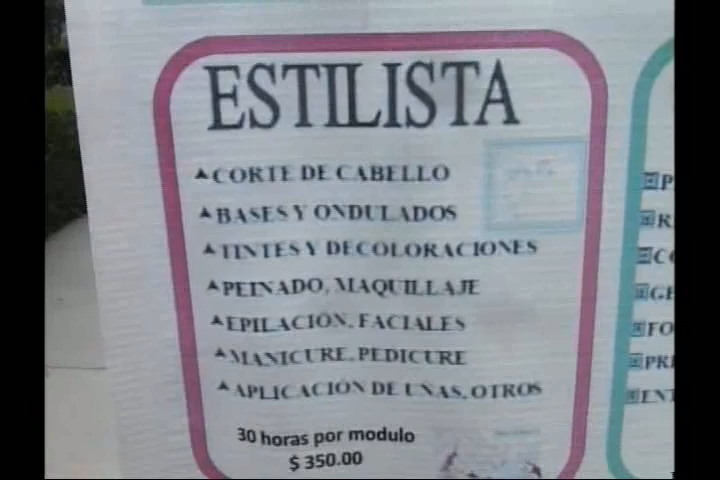 ESTILISTA
CORTE DE CABELLO
BASES Y ONDULADOS
TINTES Y DECOLORACIONES
PEINADO, MAQUILLAJE
EPILACION, FACIALES
MANICURE, PEDICURE
APLICACION DE UÑAS, OTROS
30 horas por modulo
$ 350.00